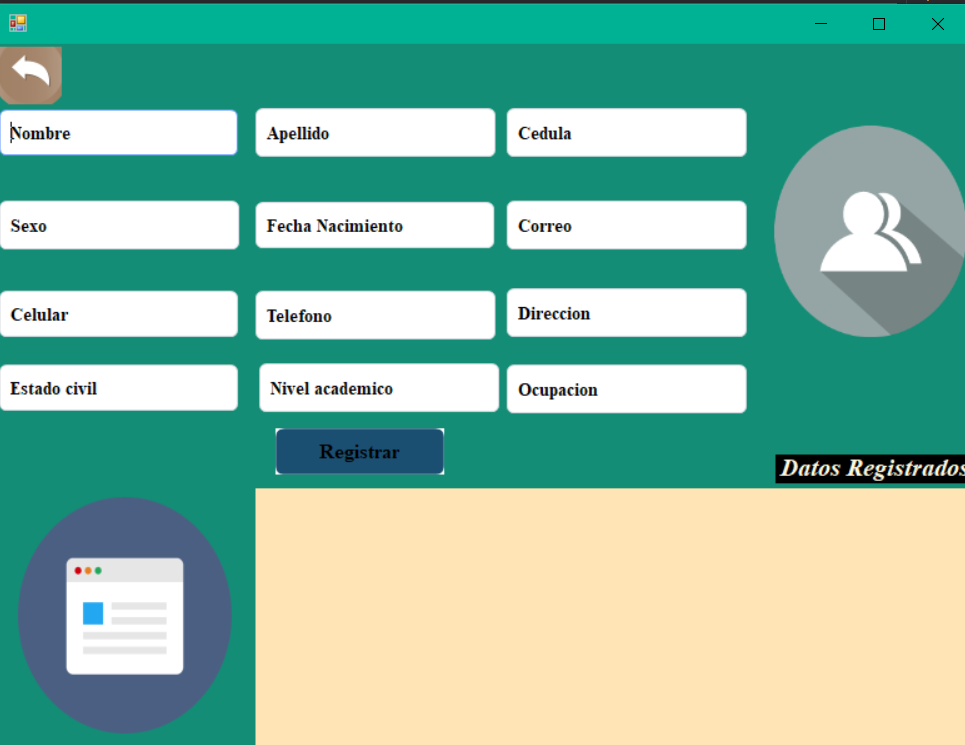 Nombre
Apellido
Cedula
Sexo
Fecha Nacimiento
Correo
Celular
Telefono
Direccion
Estado civil
Nivel academico
Ocupacion
Registrar
Datos Registrados